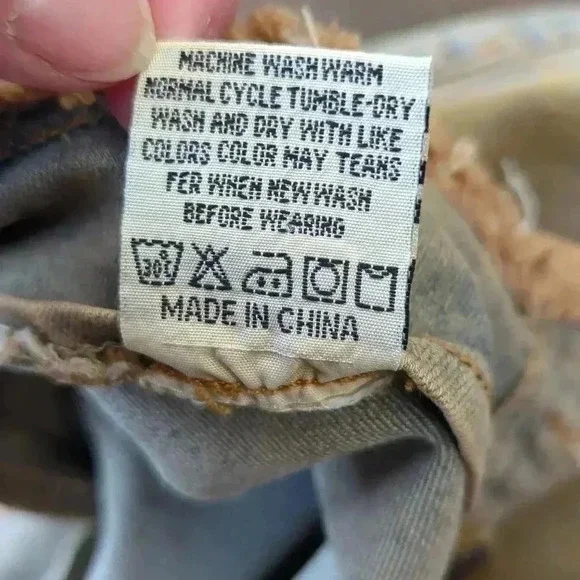 MACHINE WASH WARM
NORMAL CYCLE TUMBLE-DRY
WASH AND DRY WITH LIKE
COLORS COLOR MAY TEANS
FER WHEN NEW WASH
BEFORE WEARING
30°
MADE IN CHINA